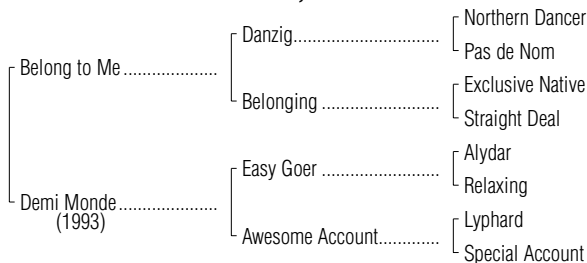 Northern Dancer
Danzig
Pas de Nom
Belong to Me
Exclusive Native
Belonging
Straight Deal
Alydar
Easy Goer
Relaxing
Demi Monde
(1993)
Lyphard
Awesome Account
Special Account